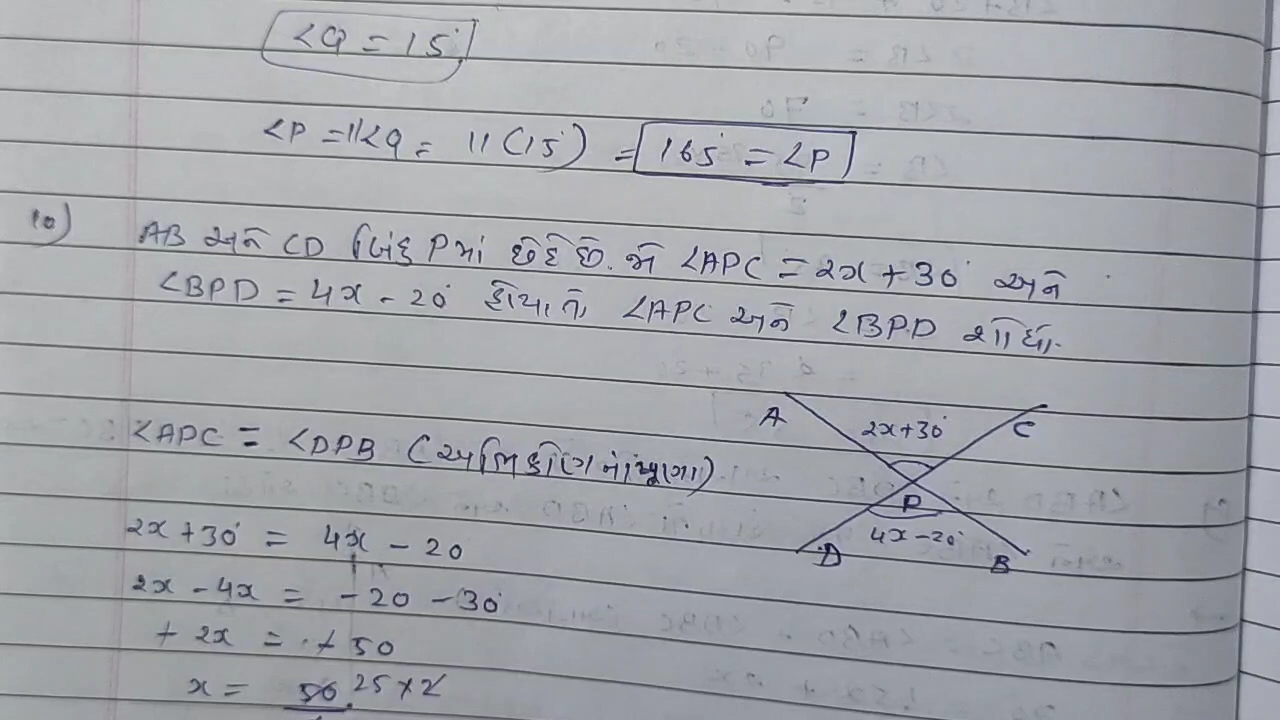 ∠Q = 15°
∠P = 11∠Q = 11(15°) = 165° = ∠P
10) AB અને CD બિંદુ P માં છેદે છે. જો ∠APC = 2x + 30° અને
∠BPD = 4x - 20° હોય તો ∠APC અને ∠BPD શોધો.
∠APC = ∠DPB (અભિકોણના ખૂણા)
2x + 30° = 4x - 20
2x - 4x = -20 - 30°
+ 2x = + 50
x = 50 25 × 2
A
2x+30°
C
P
4x-20°
D
B